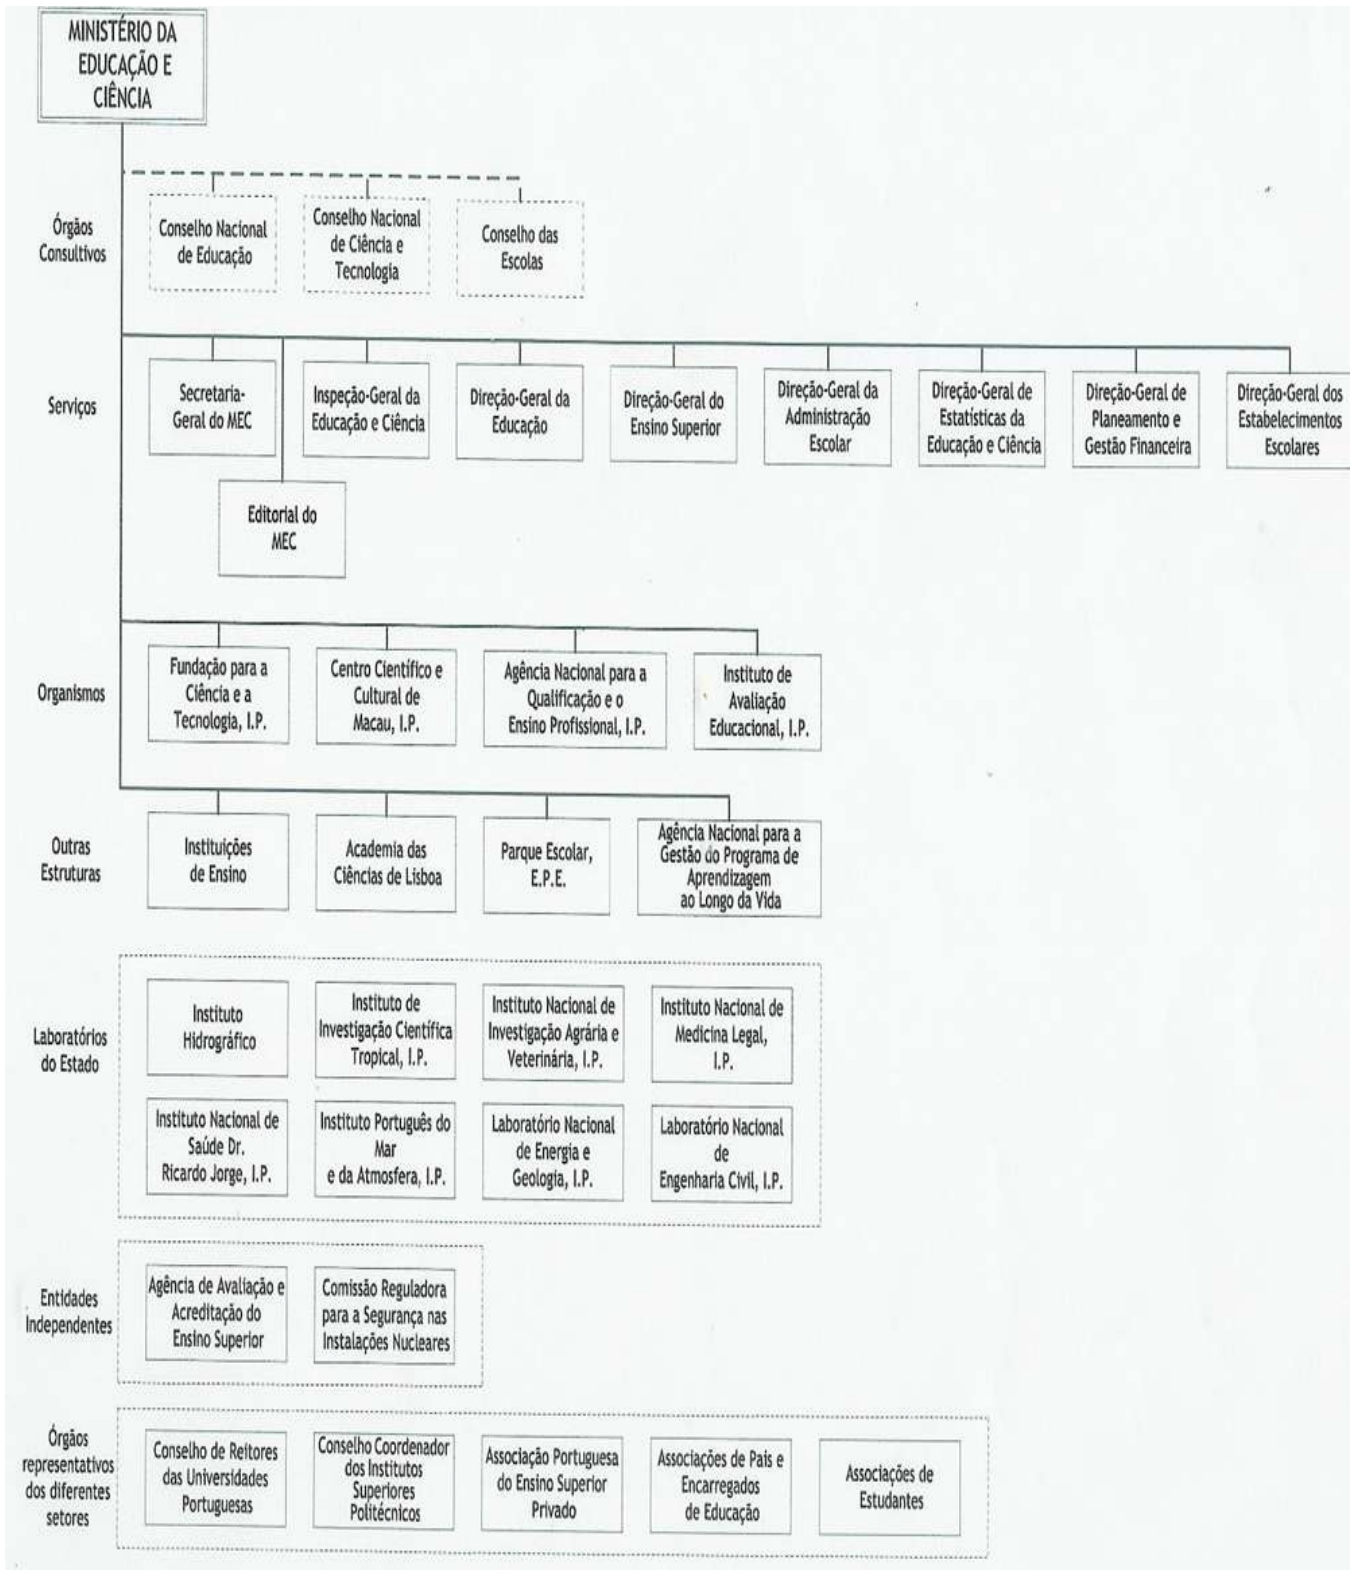 MINISTÉRIO DA
EDUCAÇÃO E
CIÊNCIA
Órgãos
Consultivos
Conselho Nacional
de Educação
Conselho Nacional
de Ciência e
Tecnologia
Conselho das
Escolas
Serviços
Secretaria-
Geral do MEC
Inspeção-Geral da
Educação e Ciência
Direção-Geral da
Educação
Direção-Geral do
Ensino Superior
Direção-Geral da
Administração
Escolar
Direção-Geral de
Estatísticas da
Educação e Ciência
Direção-Geral de
Planeamento e
Gestão Financeira
Direção-Geral dos
Estabelecimentos
Escolares
Editorial do
MEC
Organismos
Fundação para a
Ciência e a
Tecnologia, I.P.
Centro Científico e
Cultural de
Macau, I.P.
Agência Nacional para a
Qualificação e o
Ensino Profissional, I.P.
Instituto de
Avaliação
Educacional, I.P.
Outras
Estruturas
Instituições
de Ensino
Academia das
Ciências de Lisboa
Parque Escolar,
E.P.E.
Agência Nacional para a
Gestão do Programa de
Aprendizagem
ao Longo da Vida
Laboratórios
do Estado
Instituto
Hidrográfico
Instituto de
Investigação Científica
Tropical, I.P.
Instituto Nacional de
Investigação Agrária e
Veterinária, I.P.
Instituto Nacional de
Medicina Legal,
I.P.
Instituto Nacional de
Saúde Dr.
Ricardo Jorge, I.P.
Instituto Português do
Mar
e da Atmosfera, I.P.
Laboratório Nacional
de Energia e
Geologia, I.P.
Laboratório Nacional
de
Engenharia Civil, I.P.
Entidades
Independentes
Agência de Avaliação e
Acreditação do
Ensino Superior
Comissão Reguladora
para a Segurança nas
Instalações Nucleares
Órgãos
representativos
dos diferentes
setores
Conselho de Reitores
das Universidades
Portuguesas
Conselho Coordenador
dos Institutos
Superiores
Politécnicos
Associação Portuguesa
do Ensino Superior
Privado
Associações de Pais e
Encarregados
de Educação
Associações de
Estudantes